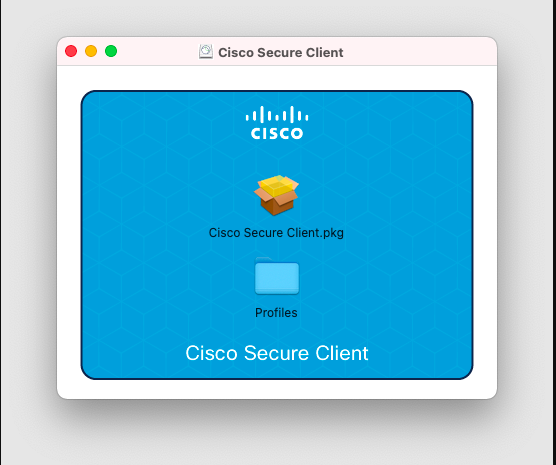 Cisco Secure Client
CISCO
Cisco Secure Client.pkg
Profiles
Cisco Secure Client